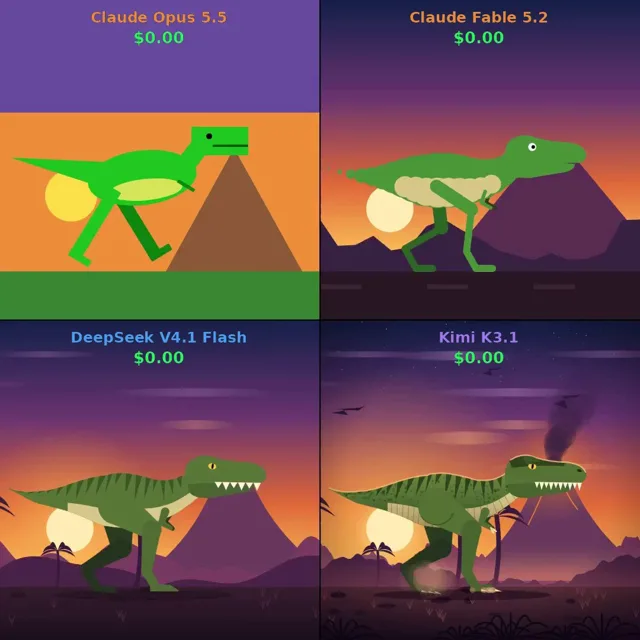 Claude Opus 5.5
$0.00
Claude Fable 5.2
$0.00
DeepSeek V4.1 Flash
$0.00
Kimi K3.1
$0.00